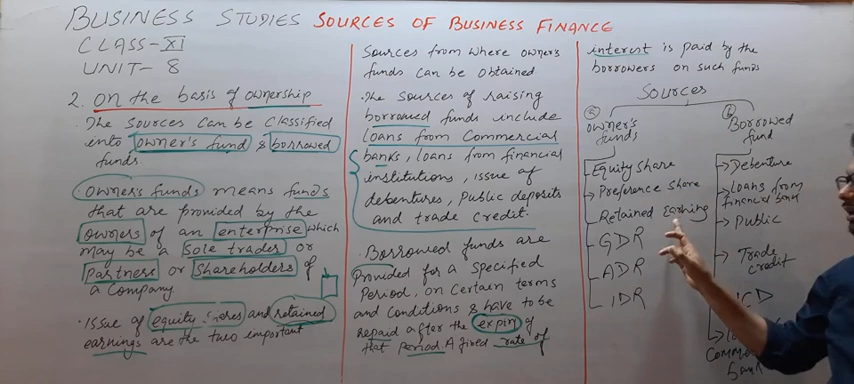 BUSINESS STUDIES SOURCES OF BUSINESS FINANCE
CLASS-XI
UNIT-8
2. on the basis of ownership
• The sources can be classified
into owner's fund & borrowed
funds.
Owner's funds means funds
that are provided by the
owners of an enterprise which
may be a sole trader or
Partners or shareholders of
a company
• Issue of equity shares and retained
earnings are the two important
Sources from where owner's
funds can be obtained
• The sources of raising
borrowed funds include
loans from Commercial
banks, loans from financial
institutions, issue of
debentures, Public deposits
and trade credit.
• Borrowed funds are
Provided for a specified
Period, on certain terms
and conditions & have to be
repaid after the expiry of
that period. A fixed rate of
interest is paid by the
borrowers on such funds
Sources
a
owner's
funds
Equity share
Preference share
Retained earning
GDR
ADR
IDR
b
Borrowed
fund
Debenture
Loans from
financial bank
Public
Trade
credit
ICD
Comm
bank